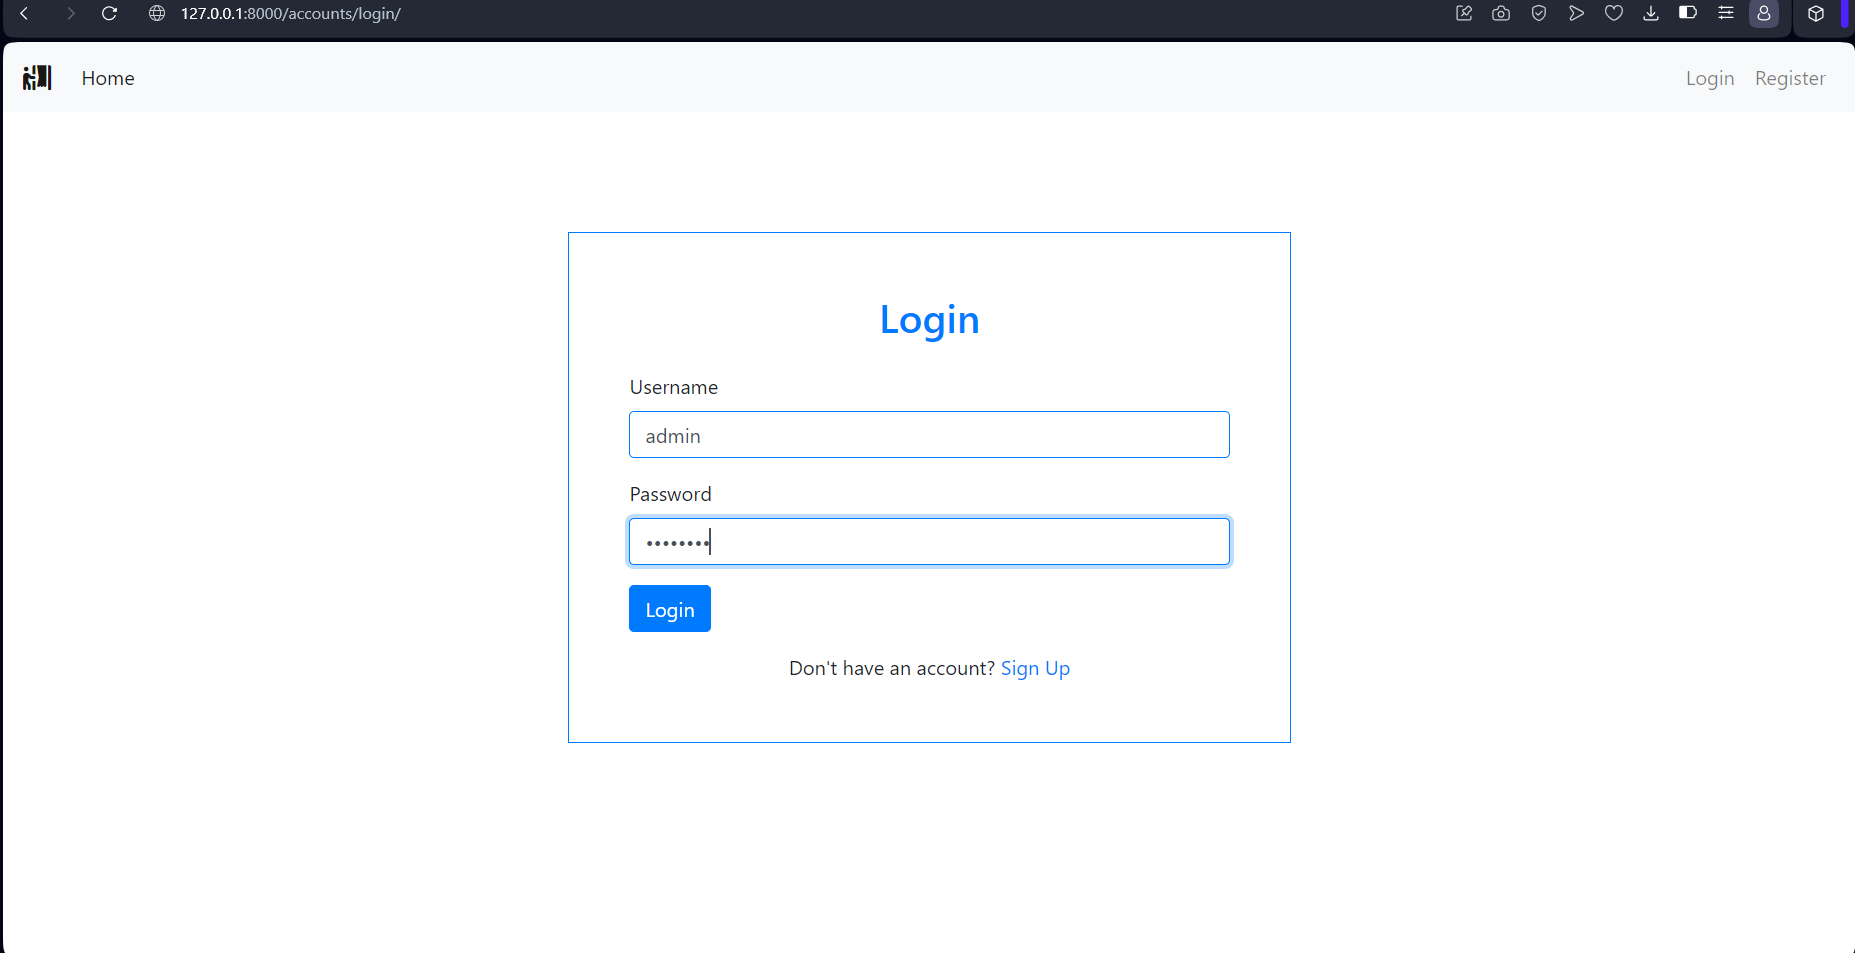 127.0.0.1:8000/accounts/login/
Home Login Register
Login
Username
admin
Password
••••••••
Login
Don't have an account? Sign Up